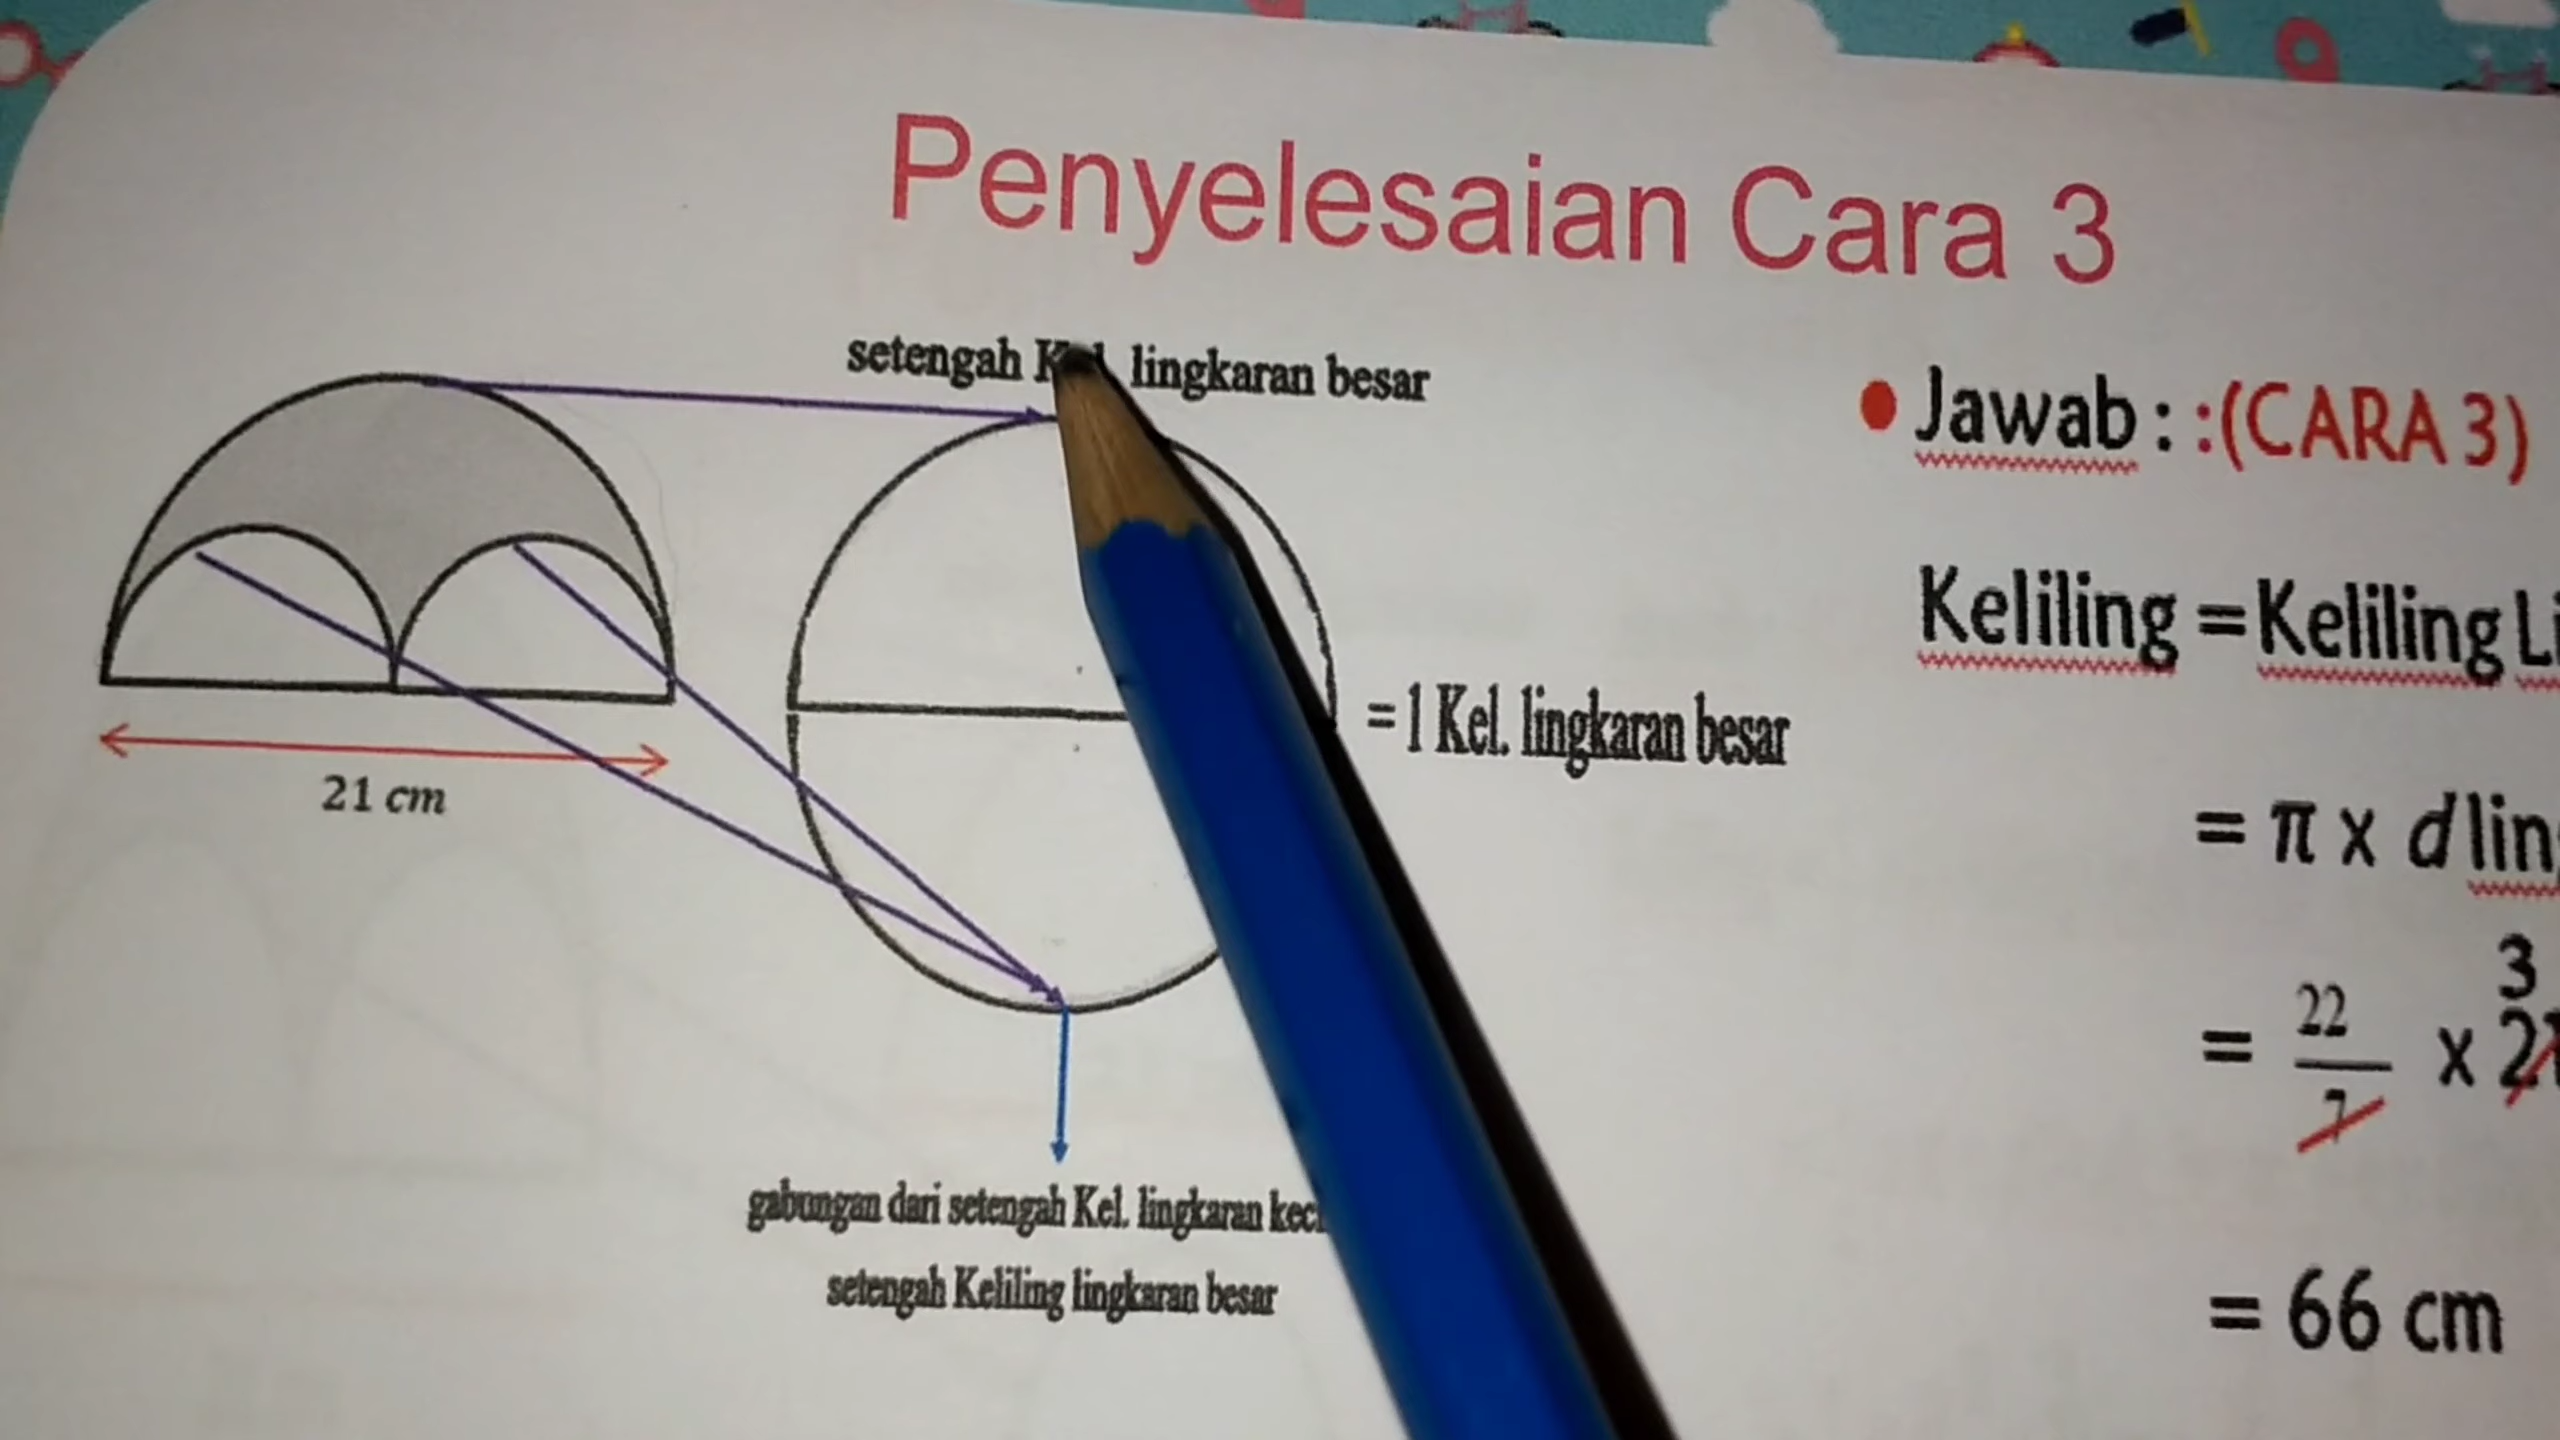 Penyelesaian Cara 3
setengah lingkaran besar
21 cm
= 1 Kel. lingkaran besar
gabungan dari setengah Kel. lingkaran
setengah Keliling lingkaran besar
Jawab : :(CARA 3)
Keliling = Keliling
= π x d
3
= 22/7 x
= 66 cm